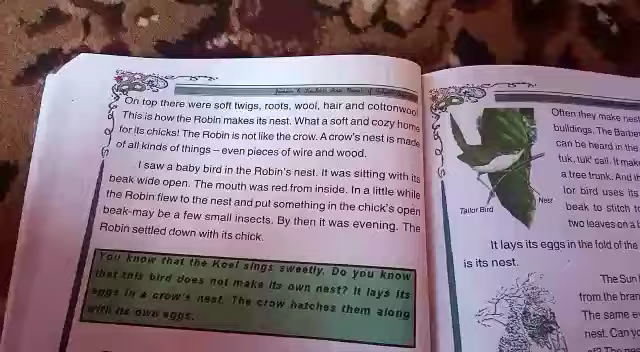 On top there were soft twigs, roots, wool, hair and cottonwool
This is how the Robin makes its nest. What a soft and cozy home
for its chicks! The Robin is not like the crow. A crow's nest is made
of all kinds of things – even pieces of wire and wood.
I saw a baby bird in the Robin's nest. It was sitting with its
beak wide open. The mouth was red from inside. In a little while
the Robin flew to the nest and put something in the chick's open
beak-may be a few small insects. By then it was evening. The
Robin settled down with its chick.
You know that the Koel sings sweetly. Do you know
that this bird does not make its own nest? It lays its
eggs in a crow's nest. The crow hatches them along
with its own eggs.
Often they make nest
buildings. The Barbe
can be heard in the
tuk, tuk' call. It make
a tree trunk. And th
lor bird uses its
beak to stitch to
two leaves on a b
Tailor Bird
Nest
It lays its eggs in the fold of the
is its nest.
The Sun
from the bra
The same e
nest. Can yo